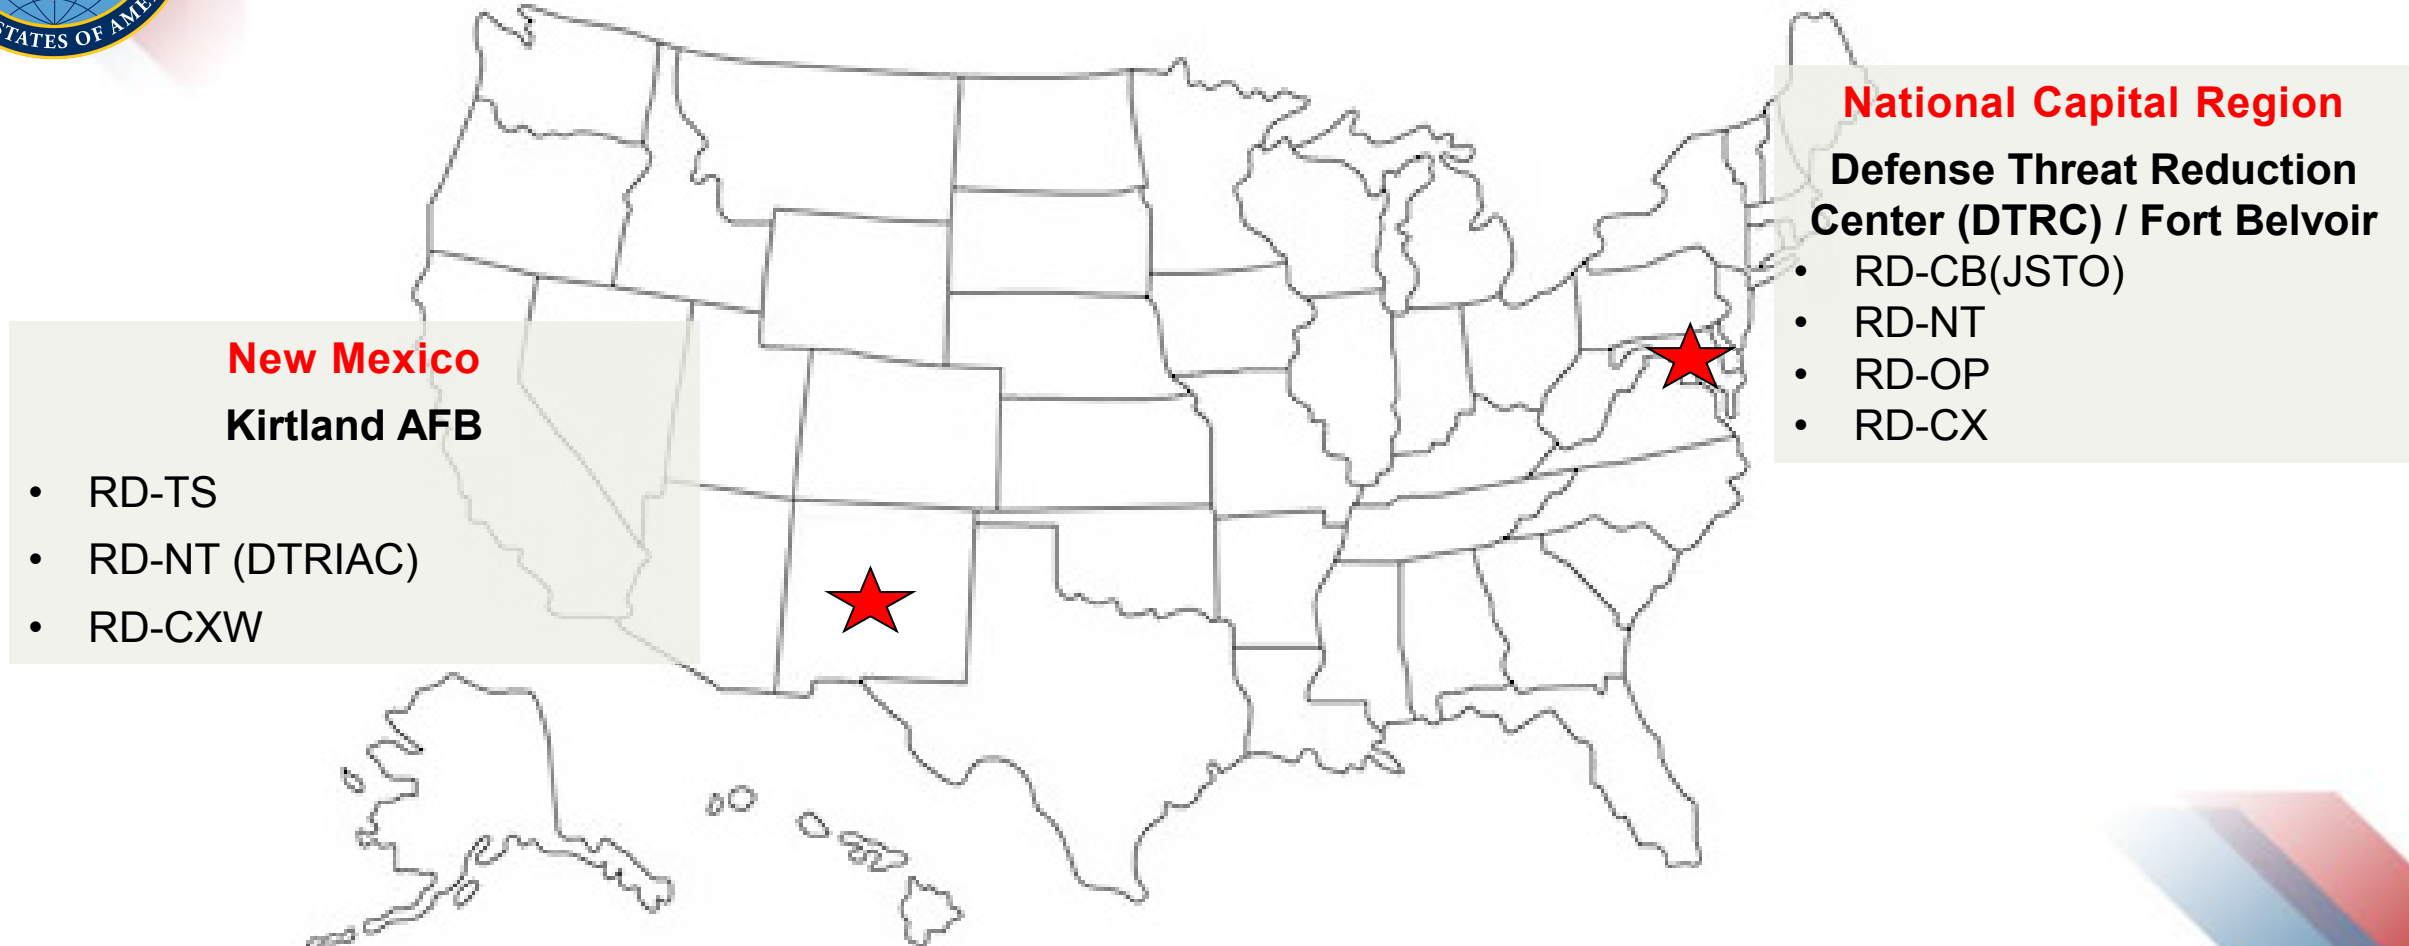 STATES OF AME
National Capital Region
Defense Threat Reduction
Center (DTRC) / Fort Belvoir
• RD-CB(JSTO)
• RD-NT
• RD-OP
• RD-CX
New Mexico
Kirtland AFB
• RD-TS
• RD-NT (DTRIAC)
• RD-CXW